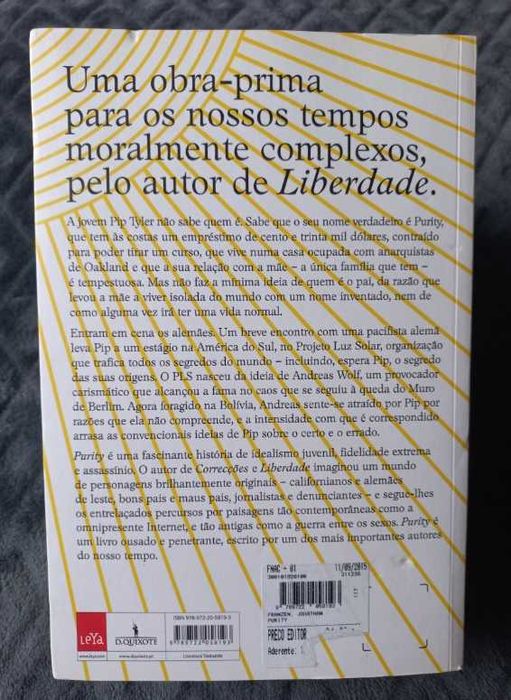 Uma obra-prima
para os nossos tempos
moralmente complexos,
pelo autor de Liberdade.
A jovem Pip Tyler não sabe quem é. Sabe que o seu nome verdadeiro é Purity,
que tem às costas um empréstimo de cento e trinta mil dólares, contraído
para poder tirar um curso, que vive numa casa ocupada com anarquistas
de Oakland e que a sua relação com a mãe – a única família que tem –
é tempestuosa. Mas não faz a mínima ideia de quem é o pai, da razão que
levou a mãe a viver isolada do mundo com um nome inventado, nem de
como alguma vez irá ter uma vida normal.
Entram em cena os alemães. Um breve encontro com uma pacifista alemã
leva Pip a um estágio na América do Sul, no Projeto Luz Solar, organização
que trafica todos os segredos do mundo – incluindo, espera Pip, o segredo
das suas origens. O PLS nasceu da ideia de Andreas Wolf, um provocador
carismático que alcançou a fama no caos que se seguiu à queda do Muro
de Berlim. Agora foragido na Bolívia, Andreas sente-se atraído por Pip por
razões que ela não compreende, e a intensidade com que é correspondido
arrasa as convencionais ideias de Pip sobre o certo e o errado.
Purity é uma fascinante história de idealismo juvenil, fidelidade extrema
e assassínio. O autor de Correcções e Liberdade imaginou um mundo
de personagens brilhantemente originais – californianos e alemães
de leste, bons pais e maus pais, jornalistas e denunciantes – e segue-lhes
os entrelaçados percursos por paisagens tão contemporâneas como a
omnipresente Internet, e tão antigas como a guerra entre os sexos. Purity é
um livro ousado e penetrante, escrito por um dos mais importantes autores
do nosso tempo.
FNAC - 01 11/09/2015
FRANZEN, JONATHAN
PURITY
PRECO EDITOR
Aderente:
LeYa
D.QUIXOTE
Literatura Traduzida